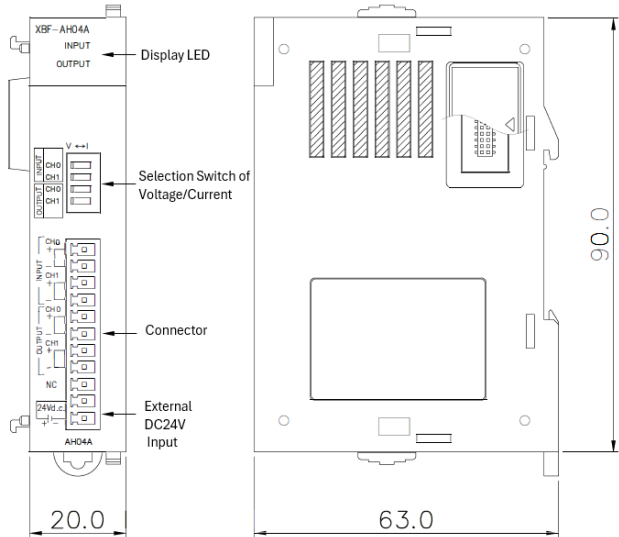 XBF-AH04A
INPUT
OUTPUT
Display LED
V ↔ I
INPUT
CH0
CH1
OUTPUT
CH0
CH1
Selection Switch of
Voltage/Current
INPUT
CH0
+
-
CH1
+
-
OUTPUT
CH0
+
-
CH1
+
-
Connector
NC
24Vd.c.
+ -
External
DC24V
Input
AH04A
20.0
63.0
90.0